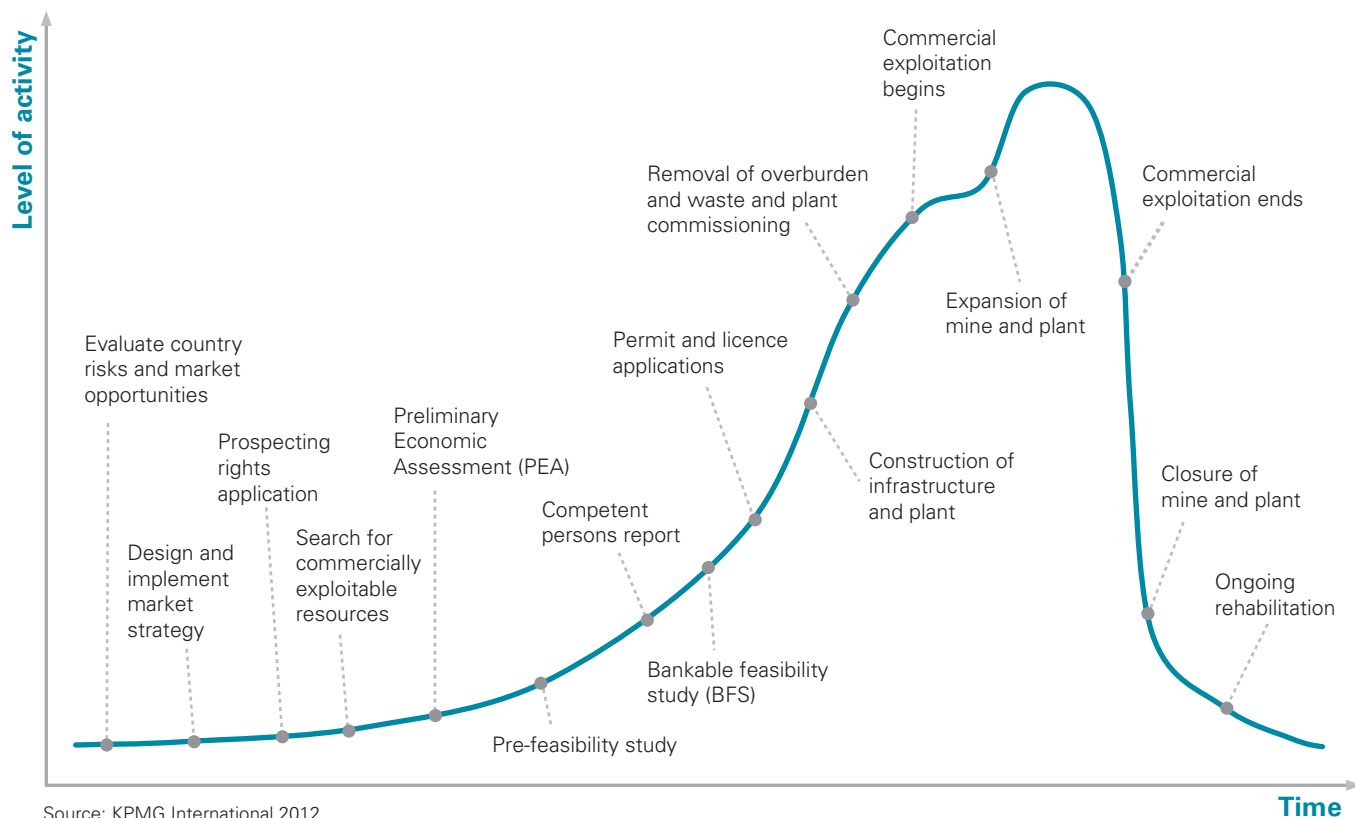 Level of activity
Evaluate country
risks and market
opportunities
Design and
implement
market
strategy
Prospecting
rights
application
Search for
commercially
exploitable
resources
Preliminary
Economic
Assessment (PEA)
Pre-feasibility study
Competent
persons report
Bankable feasibility
study (BFS)
Permit and licence
applications
Construction of
infrastructure
and plant
Removal of overburden
and waste and plant
commissioning
Commercial
exploitation
begins
Expansion of
mine and plant
Commercial
exploitation ends
Closure of
mine and plant
Ongoing
rehabilitation
Time
Source: KPMG International 2012